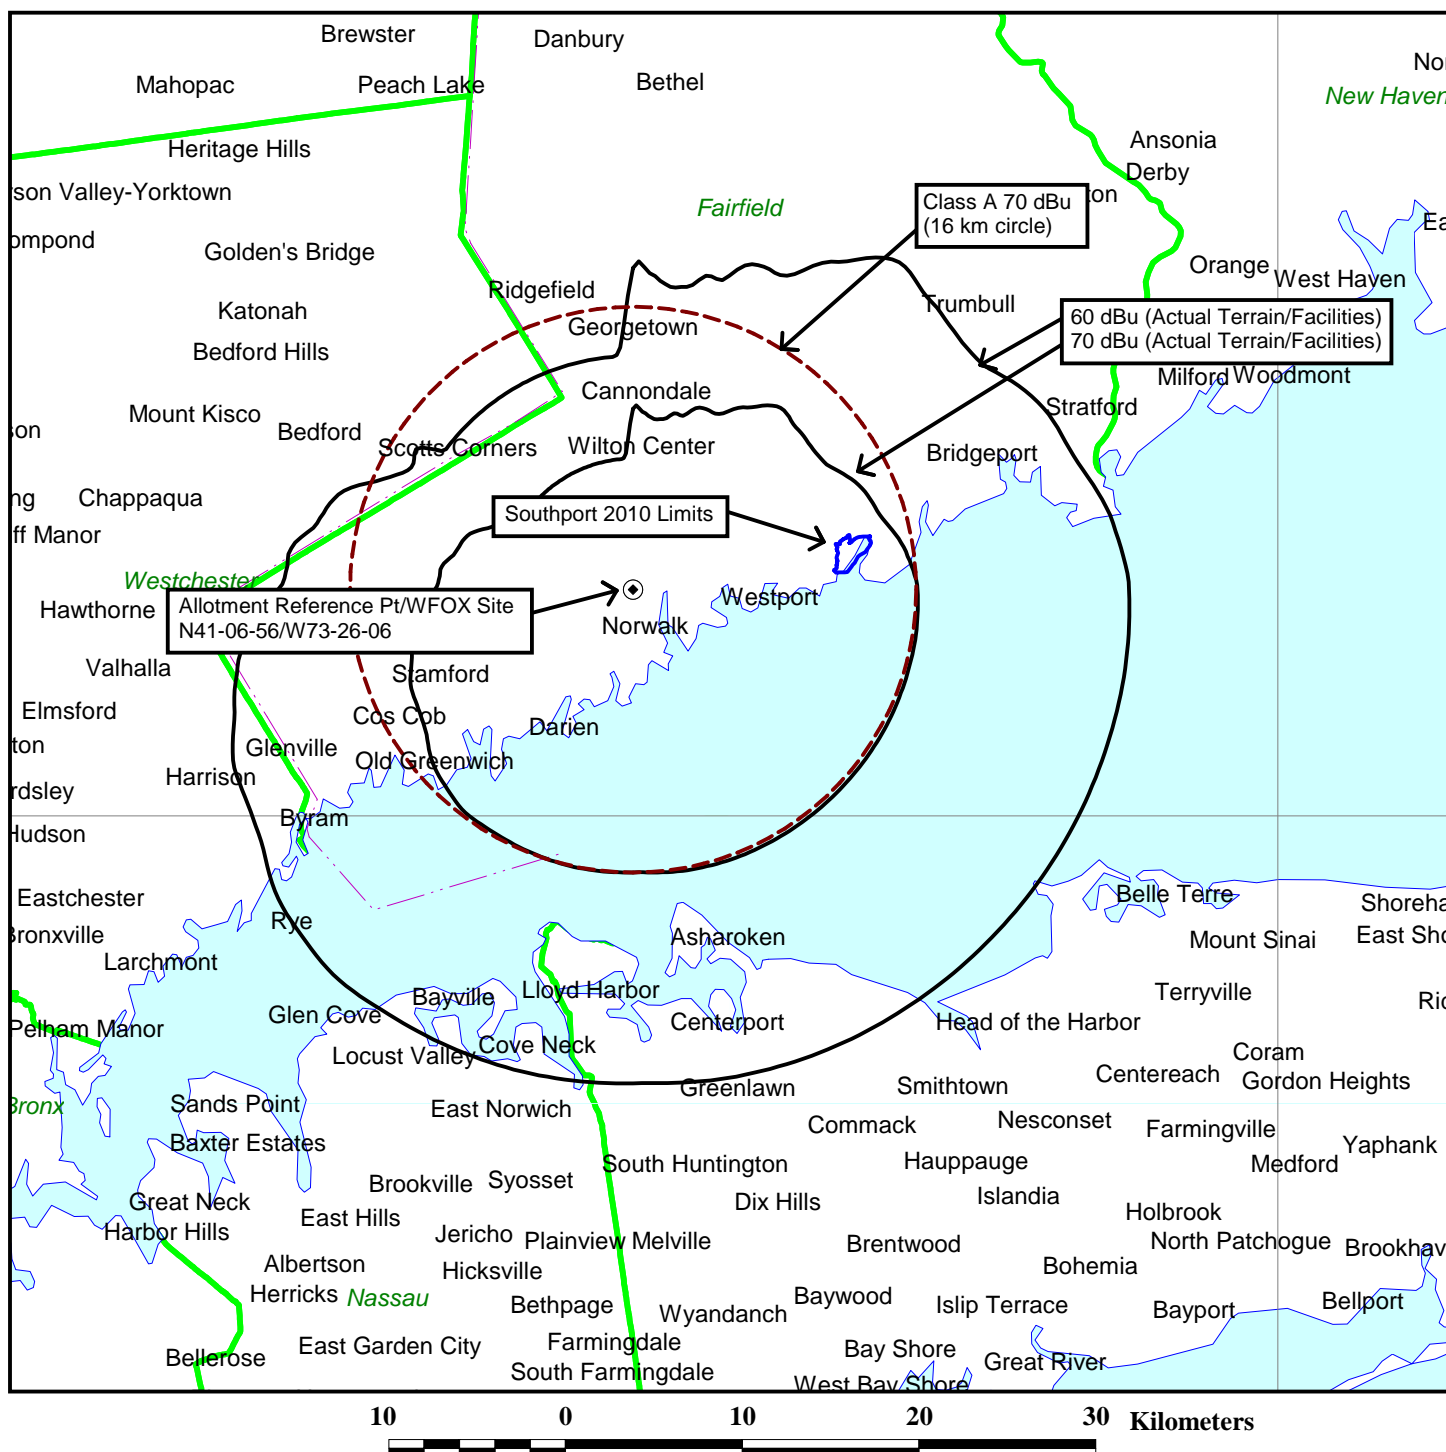 Brewster
Danbury
Mahopac
Peach Lake
Bethel
New Haven
Heritage Hills
Ansonia
Derby
son Valley-Yorktown
Fairfield
Class A 70 dBu
(16 km circle)
ton
ompond
Golden's Bridge
Orange
West Haven
Ridgefield
Trumbull
Katonah
Georgetown
60 dBu (Actual Terrain/Facilities)
70 dBu (Actual Terrain/Facilities)
Bedford Hills
Milford
Woodmont
Cannondale
Mount Kisco
Stratford
son
Bedford
Scotts Corners
Wilton Center
Bridgeport
ng
Chappaqua
Southport 2010 Limits
ff Manor
Westchester
Hawthorne
Allotment Reference Pt/WFOX Site
N41-06-56/W73-26-06
Westport
Norwalk
Valhalla
Stamford
Elmsford
Cos Cob
Darien
ton
Glenville
Old Greenwich
Harrison
rdsley
Byram
Hudson
Eastchester
Belle Terre
Shoreha
Rye
Bronxville
Asharoken
Mount Sinai
East Sho
Larchmont
Bayville
Lloyd Harbor
Terryville
Ric
Glen Cove
Pelham Manor
Centerport
Head of the Harbor
Locust Valley
Cove Neck
Coram
Greenlawn
Smithtown
Centereach
Gordon Heights
Bronx
Sands Point
East Norwich
Commack
Nesconset
Farmingville
Baxter Estates
Yaphank
South Huntington
Hauppauge
Medford
Brookville
Syosset
Dix Hills
Islandia
Great Neck
East Hills
Holbrook
Harbor Hills
Jericho
Plainview
Melville
Brentwood
North Patchogue
Brookhav
Albertson
Hicksville
Bohemia
Herricks
Nassau
Bethpage
Wyandanch
Baywood
Islip Terrace
Bayport
Bellport
East Garden City
Farmingdale
Bay Shore
Bellerose
South Farmingdale
Great River
West Bay Shore
10 0 10 20 30 Kilometers